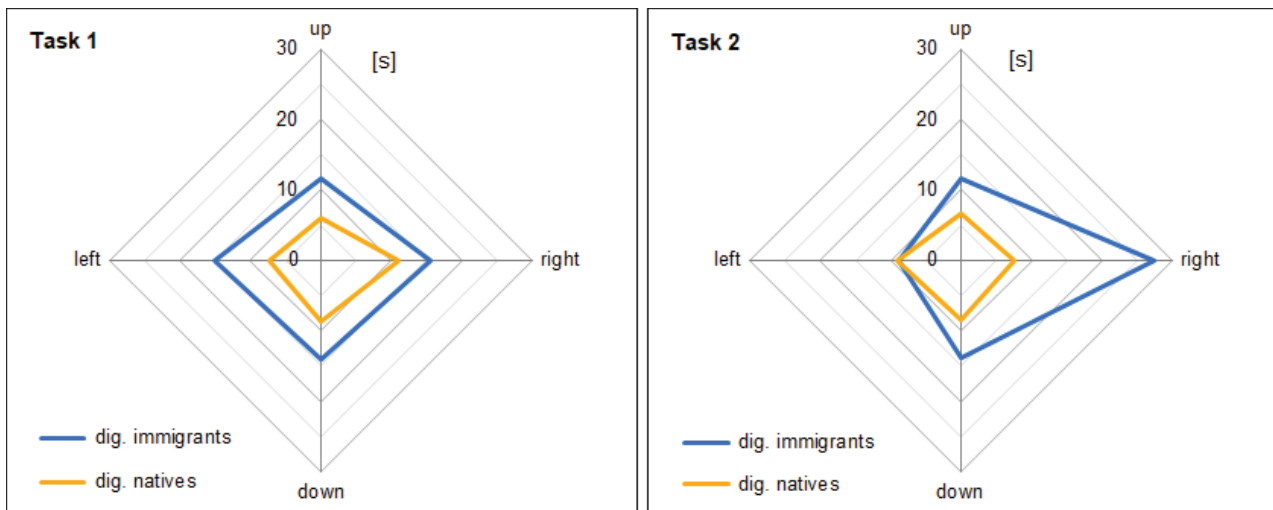 Task 1
up
30
[s]
20
10
left
0
right
dig. immigrants
dig. natives
down
Task 2
up
30
[s]
20
10
left
0
right
dig. immigrants
dig. natives
down